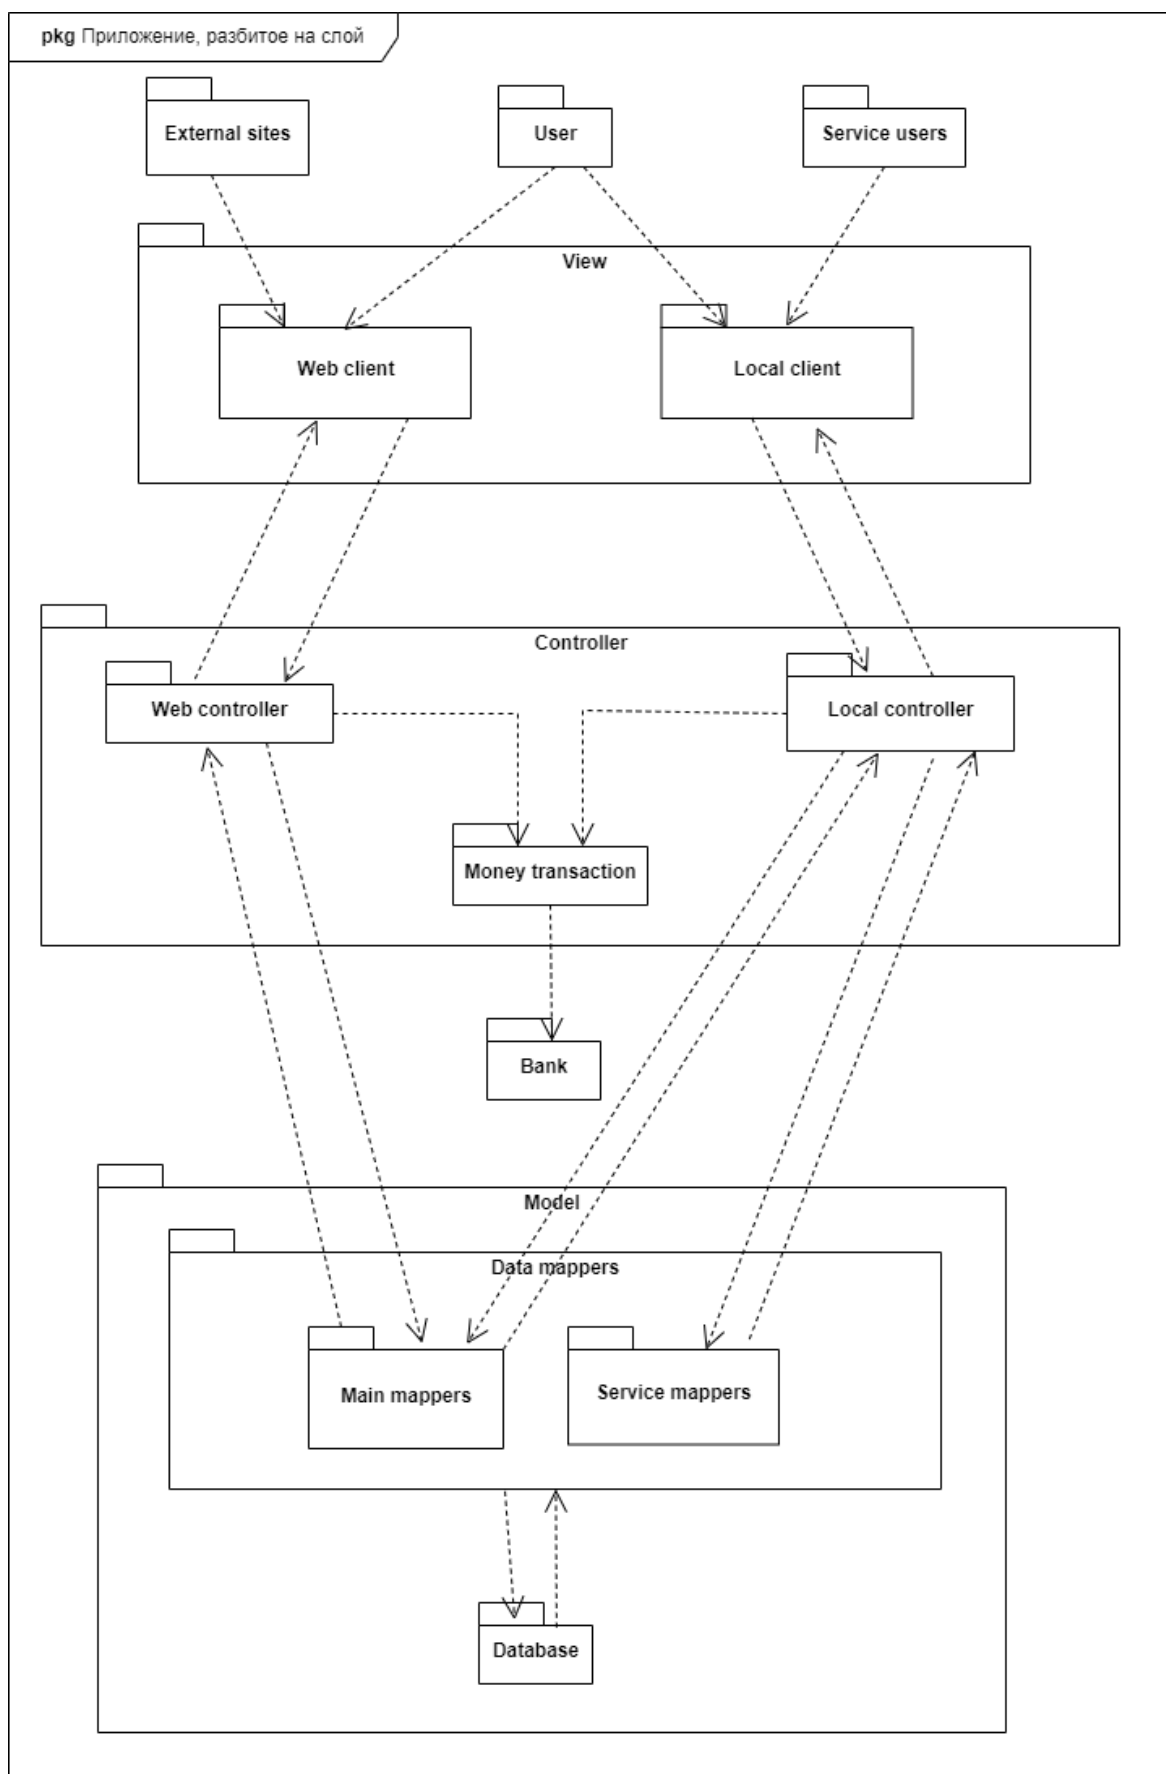 pkg Приложение, разбитое на слой
External sites
User
Service users
View
Web client
Local client
Controller
Web controller
Local controller
Money transaction
Bank
Model
Data mappers
Main mappers
Service mappers
Database